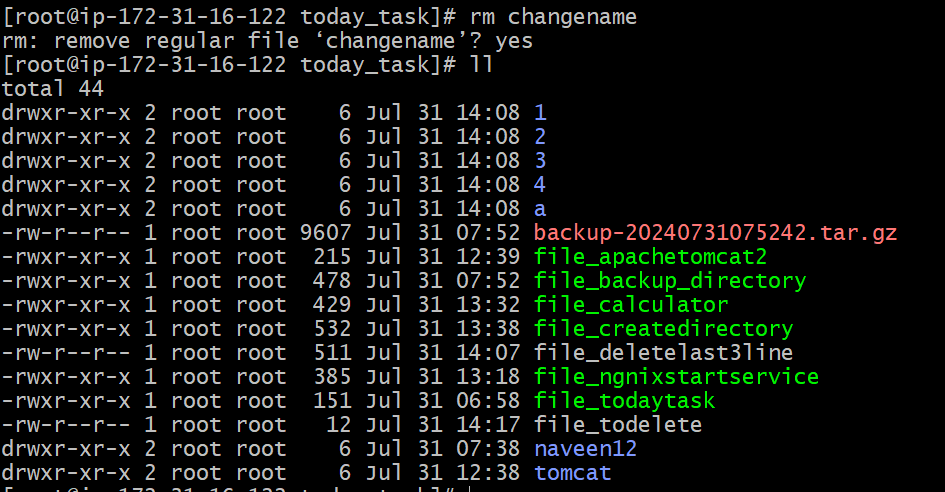 [root@ip-172-31-16-122 today_task]# rm changename
rm: remove regular file ‘changename’? yes
[root@ip-172-31-16-122 today_task]# ll
total 44
drwxr-xr-x 2 root root    6 Jul 31 14:08 1
drwxr-xr-x 2 root root    6 Jul 31 14:08 2
drwxr-xr-x 2 root root    6 Jul 31 14:08 3
drwxr-xr-x 2 root root    6 Jul 31 14:08 4
drwxr-xr-x 2 root root    6 Jul 31 14:08 a
-rw-r--r-- 1 root root 9607 Jul 31 07:52 backup-20240731075242.tar.gz
-rwxr-xr-x 1 root root  215 Jul 31 12:39 file_apachetomcat2
-rwxr-xr-x 1 root root  478 Jul 31 07:52 file_backup_directory
-rwxr-xr-x 1 root root  429 Jul 31 13:32 file_calculator
-rwxr-xr-x 1 root root  532 Jul 31 13:38 file_createdirectory
-rw-r--r-- 1 root root  511 Jul 31 14:07 file_deletelast3line
-rwxr-xr-x 1 root root  385 Jul 31 13:18 file_ngnixstartservice
-rwxr-xr-x 1 root root  151 Jul 31 06:58 file_todaytask
-rw-r--r-- 1 root root   12 Jul 31 14:17 file_todelete
drwxr-xr-x 2 root root    6 Jul 31 07:38 naveen12
drwxr-xr-x 2 root root    6 Jul 31 12:38 tomcat
[root@ip-172-31-16-122 today_task]#